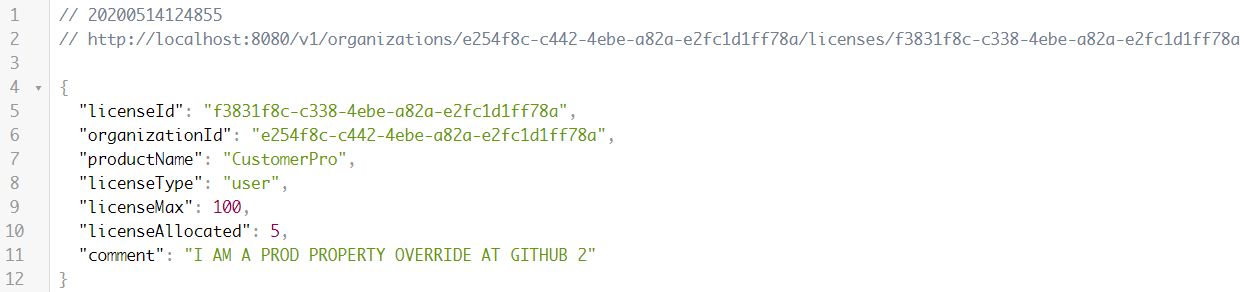 1 // 20200514124855
2 // http://localhost:8080/v1/organizations/e254f8c-c442-4ebe-a82a-e2fc1d1ff78a/licenses/f3831f8c-c338-4ebe-a82a-e2fc1d1ff78a
3
4 {
5 "licenseId": "f3831f8c-c338-4ebe-a82a-e2fc1d1ff78a",
6 "organizationId": "e254f8c-c442-4ebe-a82a-e2fc1d1ff78a",
7 "productName": "CustomerPro",
8 "licenseType": "user",
9 "licenseMax": 100,
10 "licenseAllocated": 5,
11 "comment": "I AM A PROD PROPERTY OVERRIDE AT GITHUB 2"
12 }